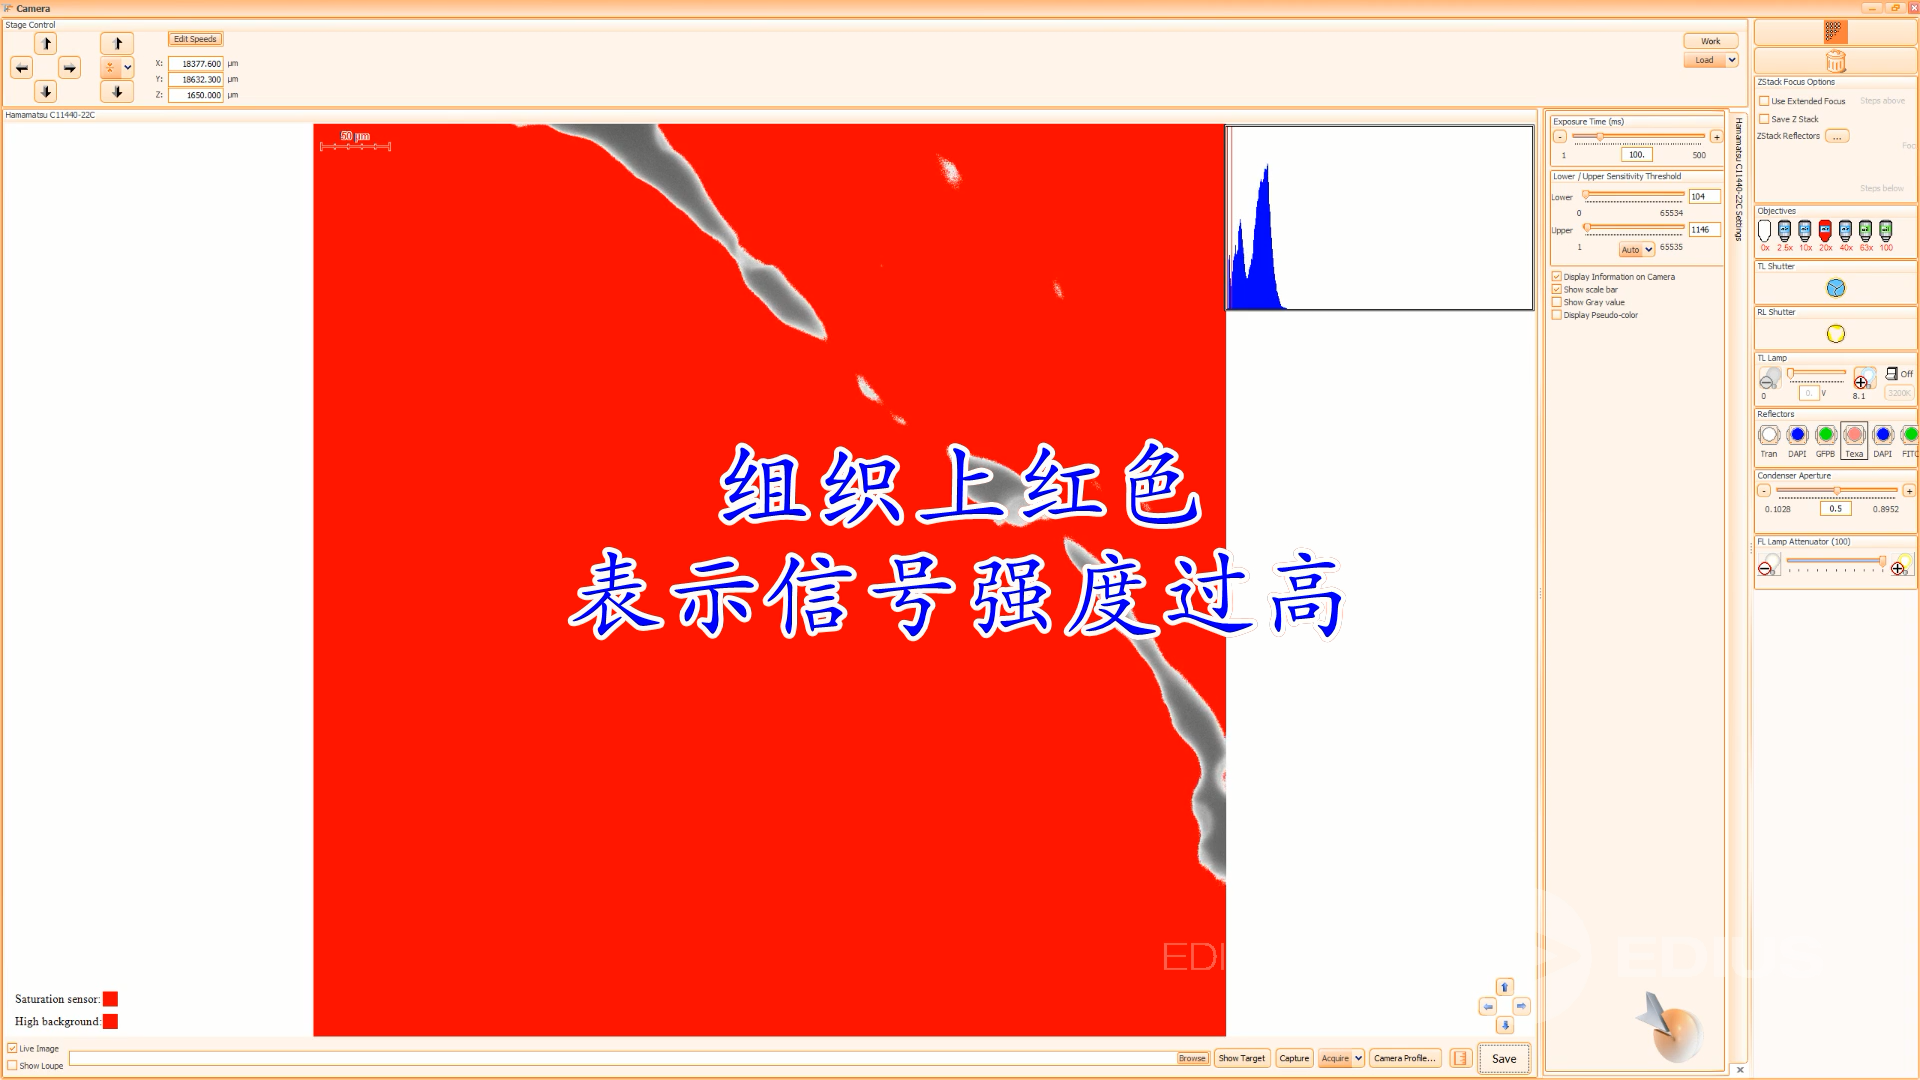 Camera
Stage Control
Edit Speeds
X: 18377.600 µm
Y: 18632.300 µm
Z: 1650.000 µm
Work
Load
Hamamatsu C11440-22C
50 µm
组织上红色
表示信号强度过高
EDI
Saturation sensor:
High background:
Live Image
Show Loupe
Browse
Show Target
Capture
Acquire
Camera Profile...
Save
Exposure Time (ms)
- +
1 100. 500
Lower / Upper Sensitivity Threshold
Lower 104
0 65534
Upper 1146
1 65535
Auto
Display Information on Camera
Show scale bar
Show Gray value
Display Pseudo-color
Hamamatsu C11440-22C Settings
ZStack Focus Options
Use Extended Focus Steps above
Save Z Stack
ZStack Reflectors ...
Foc
Steps below
Objectives
0x 2.5x 10x 20x 40x 63x 100
TL Shutter
RL Shutter
TL Lamp
Off
0 0. V 8.1 3200K
Reflectors
Tran DAPI GFPB Texa DAPI FITC
Condenser Aperture
- +
0.1028 0.5 0.8952
FL Lamp Attenuator (100)
EDIUS